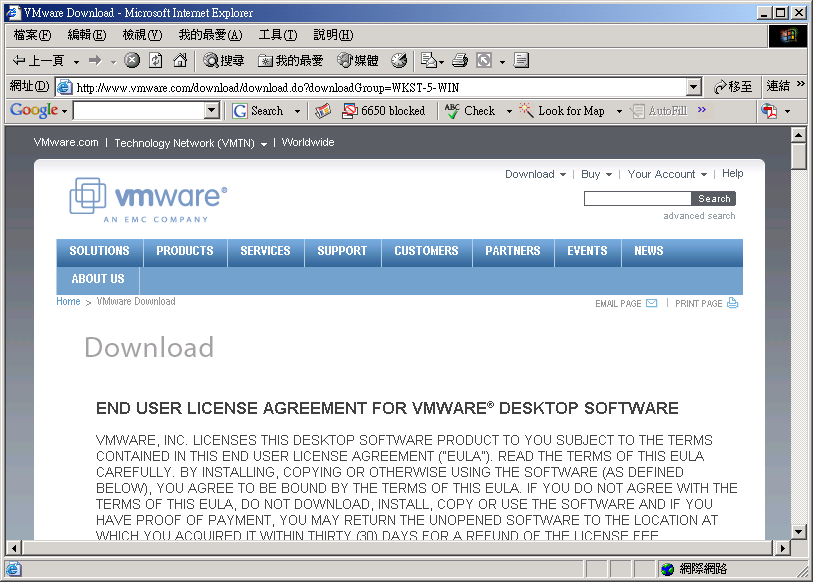 VMware Download - Microsoft Internet Explorer
檔案(F) 編輯(E) 檢視(V) 我的最愛(A) 工具(T) 說明(H)
上一頁 搜尋 我的最愛 媒體
網址(D) http://www.vmware.com/download/download.do?downloadGroup=WKST-5-WIN 移至 連結 »
Google G Search 6650 blocked ABC Check Look for Map AutoFill »
VMware.com | Technology Network (VMTN) | Worldwide
Download | Buy | Your Account | Help
vmware®
Search
AN EMC COMPANY
advanced search
SOLUTIONS PRODUCTS SERVICES SUPPORT CUSTOMERS PARTNERS EVENTS NEWS
ABOUT US
Home > VMware Download EMAIL PAGE | PRINT PAGE
Download
END USER LICENSE AGREEMENT FOR VMWARE® DESKTOP SOFTWARE
VMWARE, INC. LICENSES THIS DESKTOP SOFTWARE PRODUCT TO YOU SUBJECT TO THE TERMS
CONTAINED IN THIS END USER LICENSE AGREEMENT ("EULA"). READ THE TERMS OF THIS EULA
CAREFULLY. BY INSTALLING, COPYING OR OTHERWISE USING THE SOFTWARE (AS DEFINED
BELOW), YOU AGREE TO BE BOUND BY THE TERMS OF THIS EULA. IF YOU DO NOT AGREE WITH THE
TERMS OF THIS EULA, DO NOT DOWNLOAD, INSTALL, COPY OR USE THE SOFTWARE AND IF YOU
HAVE PROOF OF PAYMENT, YOU MAY RETURN THE UNOPENED SOFTWARE TO THE LOCATION AT
WHICH YOU ACQUIRED IT WITHIN THIRTY (30) DAYS FOR A REFUND OF THE LICENSE FEE
網際網路